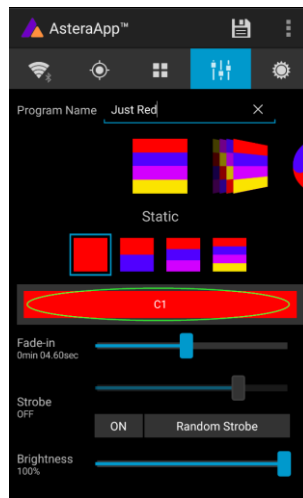 AsteraApp™
Program Name Just Red
Static
C1
Fade-in
0min 04.60sec
Strobe
OFF
ON Random Strobe
Brightness
100%